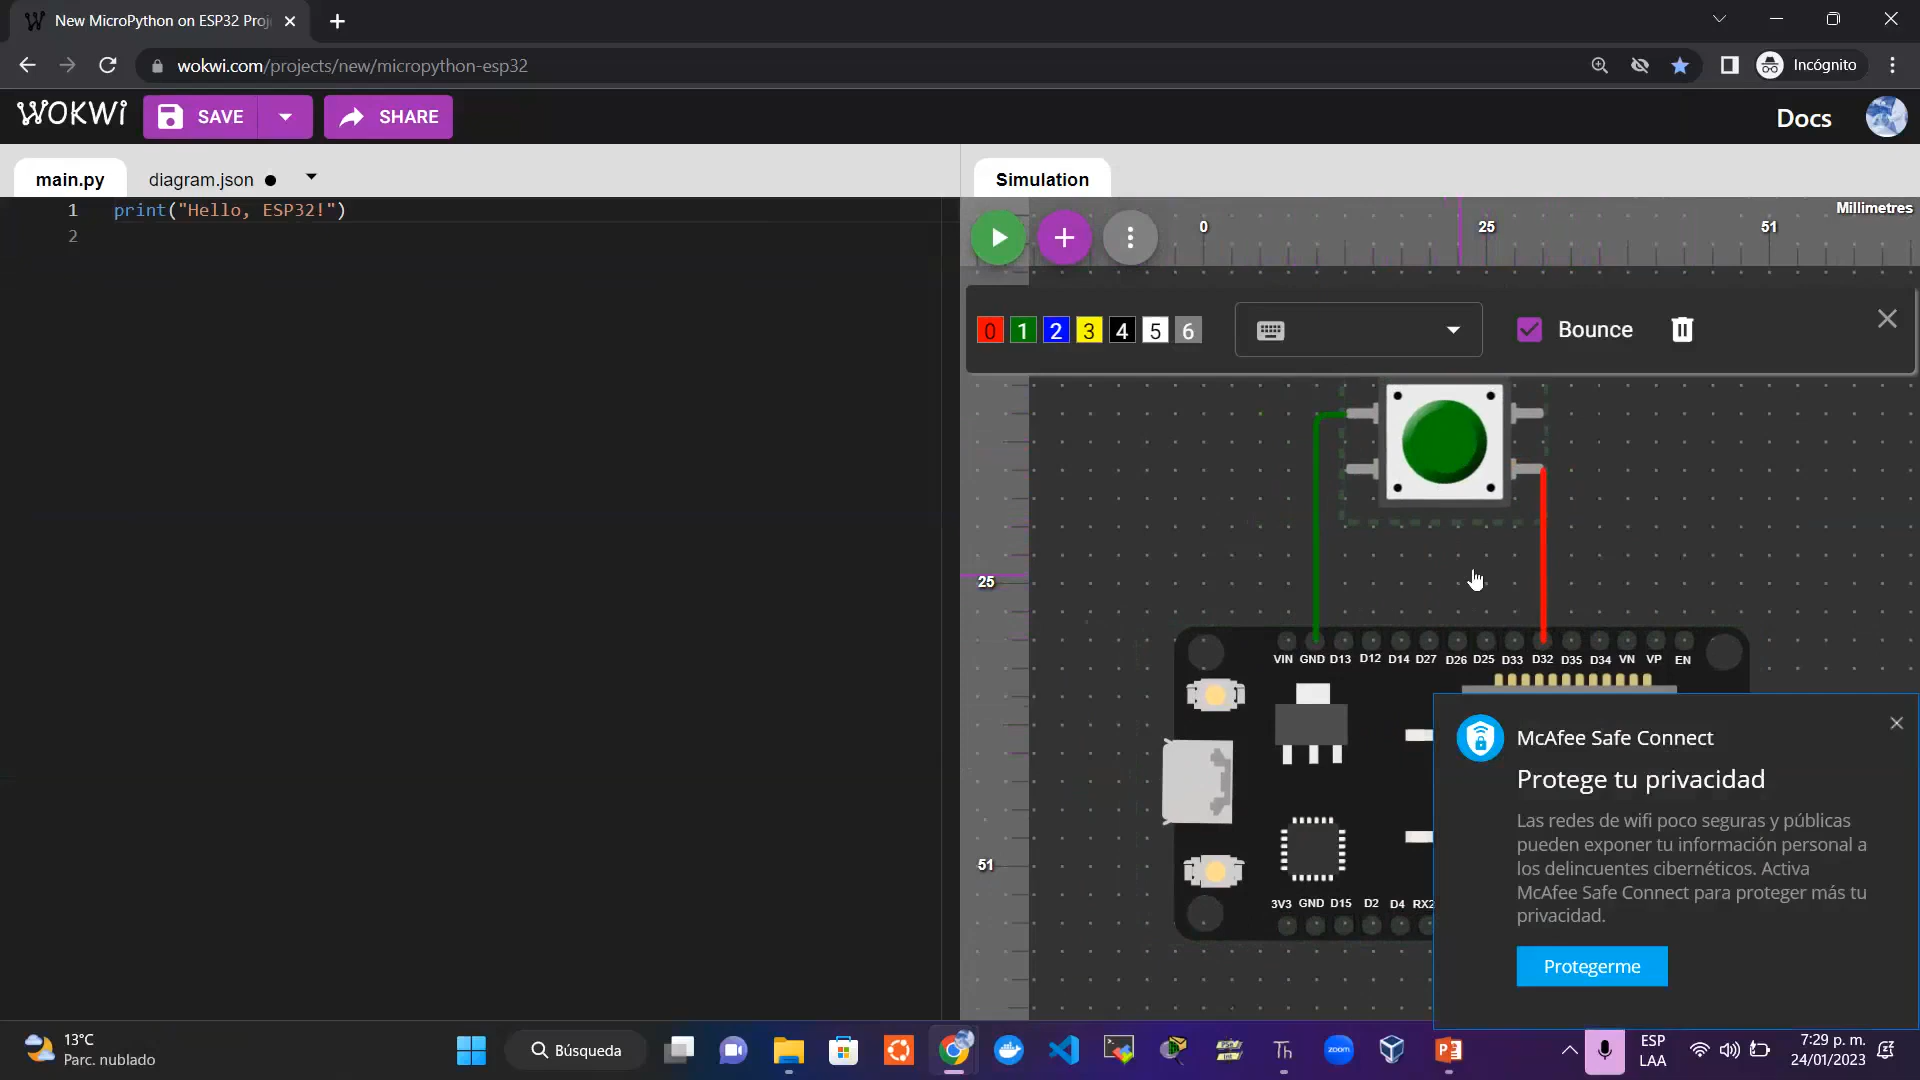 New MicroPython on ESP32 Proj
wokwi.com/projects/new/micropython-esp32
Incógnito
WOKWi
SAVE
SHARE
Docs
main.py
diagram.json
Simulation
1 print("Hello, ESP32!")
2
0
25
51
Millimetres
0 1 2 3 4 5 6
Bounce
25
VIN GND D13 D12 D14 D27 D26 D25 D33 D32 D35 D34 VN VP EN
McAfee Safe Connect
Protege tu privacidad
Las redes de wifi poco seguras y públicas
pueden exponer tu información personal a
los delincuentes cibernéticos. Activa
McAfee Safe Connect para proteger más tu
privacidad.
Protegerme
51
3V3 GND D15 D2 D4 RX2
13°C
Parc. nublado
Búsqueda
Th
zoom
ESP
LAA
7:29 p. m.
24/01/2023